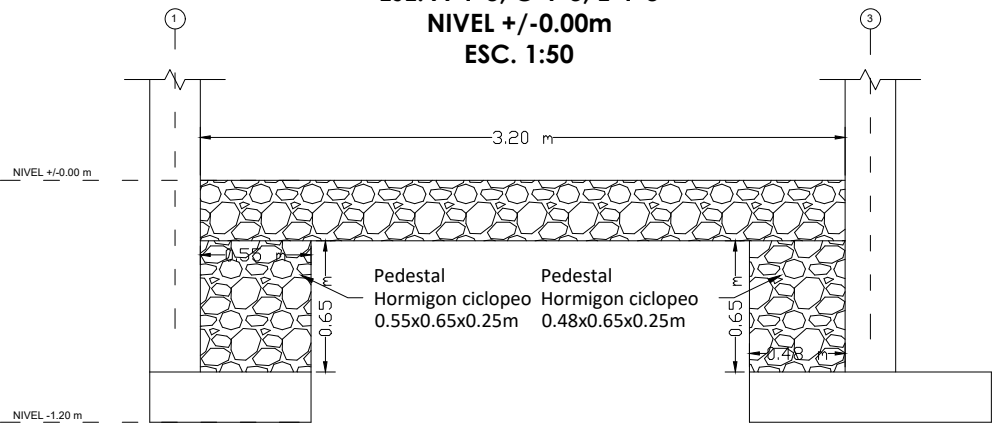 1
3
NIVEL +/-0.00m
ESC. 1:50
3.20 m
NIVEL +/-0.00 m
0.55 m
Pedestal
Hormigon ciclopeo
0.55x0.65x0.25m
Pedestal
Hormigon ciclopeo
0.48x0.65x0.25m
0.65 m
0.65 m
0.48 m
NIVEL -1.20 m